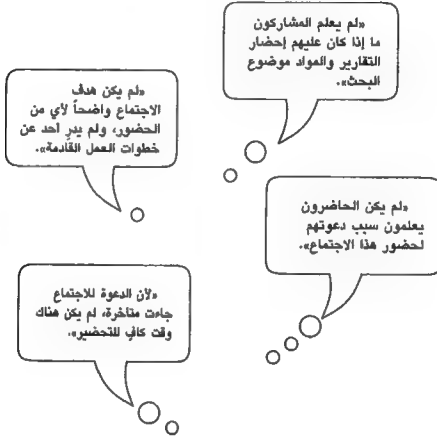 «لم يعلم المشاركون
ما إذا كان عليهم إحضار
التقارير والمواد موضوع
البحث».
«لم يكن هدف
الاجتماع واضحاً لأي من
الحضور، ولم يدرِ أحد عن
خطوات العمل القادمة».
«لم يكن الحاضرون
يعلمون سبب دعوتهم
لحضور هذا الاجتماع».
«لأن الدعوة للاجتماع
جاءت متأخرة، لم يكن هناك
وقت كافٍ للتحضير».